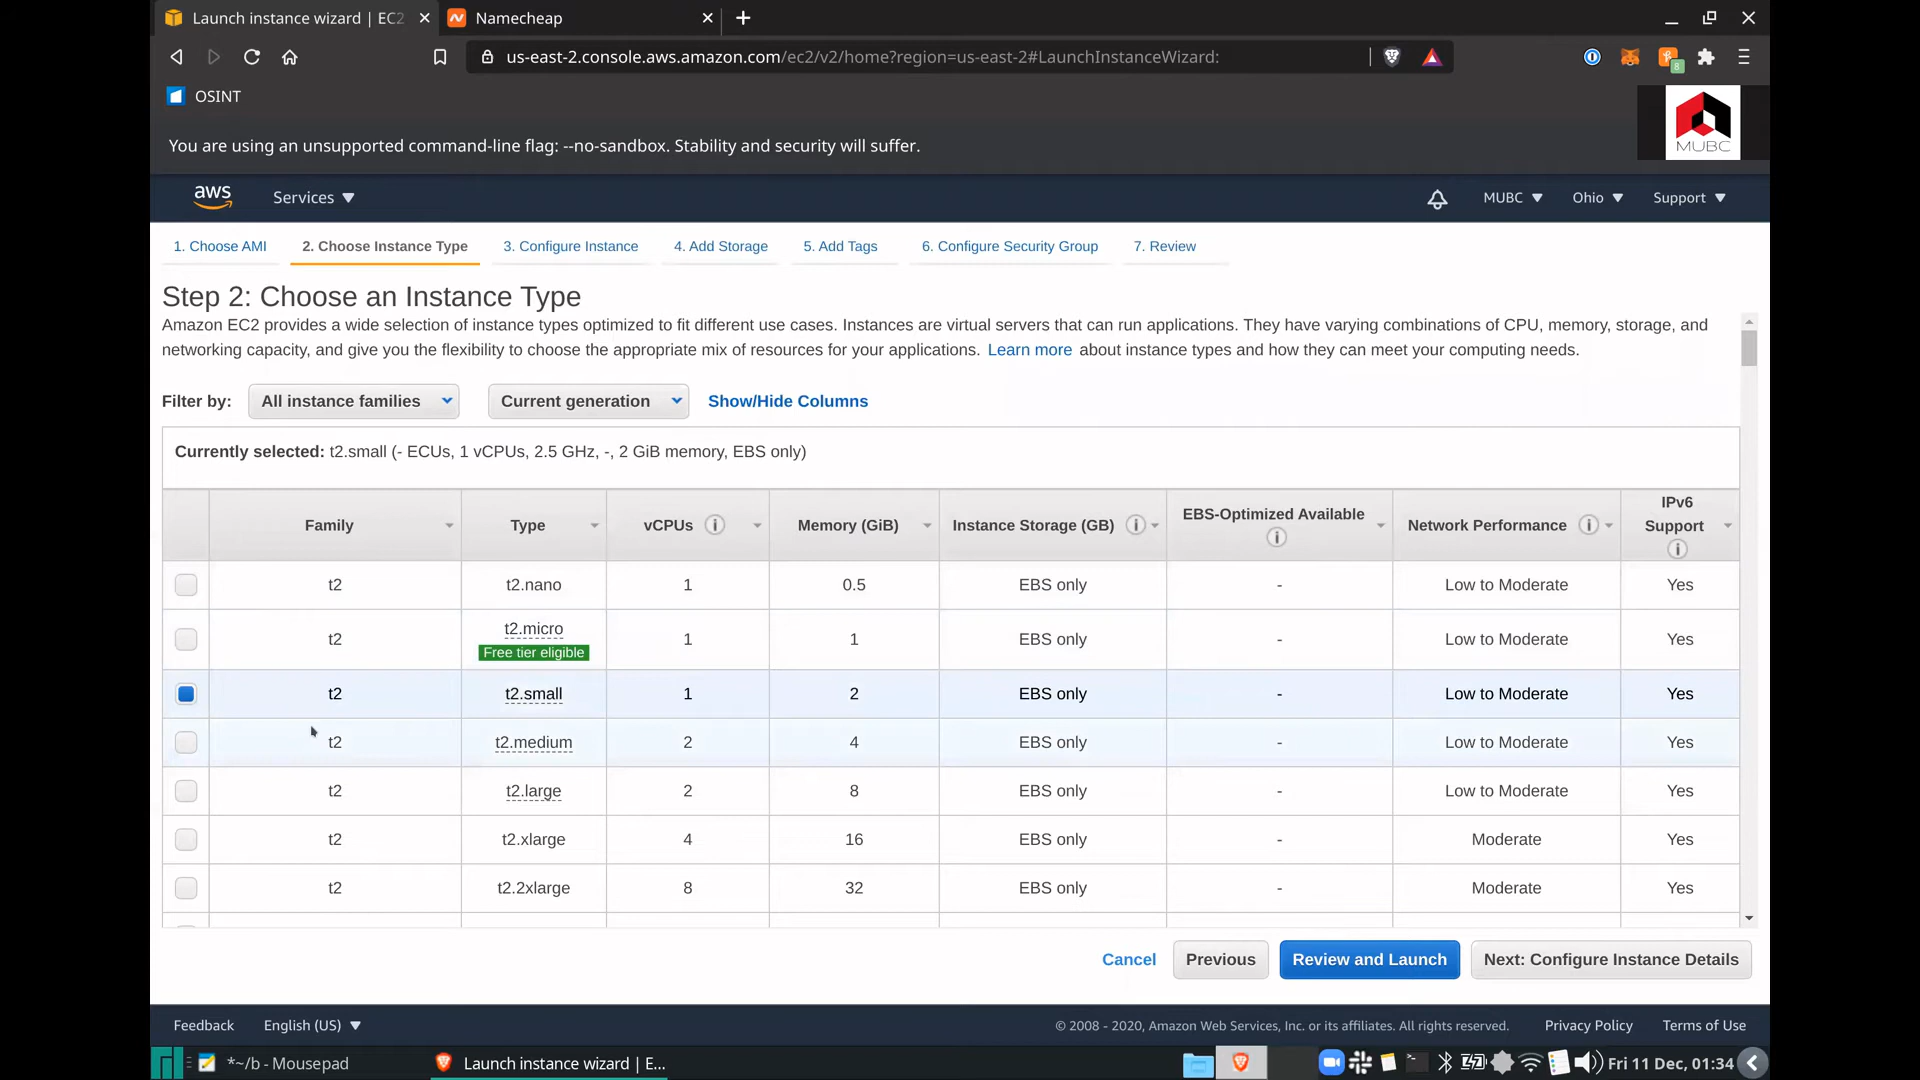 Launch instance wizard | EC2
Namecheap
us-east-2.console.aws.amazon.com/ec2/v2/home?region=us-east-2#LaunchInstanceWizard:
8
OSINT
MUBC
You are using an unsupported command-line flag: --no-sandbox. Stability and security will suffer.
aws
Services
MUBC
Ohio
Support
1. Choose AMI
2. Choose Instance Type
3. Configure Instance
4. Add Storage
5. Add Tags
6. Configure Security Group
7. Review
Step 2: Choose an Instance Type
Amazon EC2 provides a wide selection of instance types optimized to fit different use cases. Instances are virtual servers that can run applications. They have varying combinations of CPU, memory, storage, and
networking capacity, and give you the flexibility to choose the appropriate mix of resources for your applications. Learn more about instance types and how they can meet your computing needs.
Filter by: All instance families Current generation Show/Hide Columns
Currently selected: t2.small (- ECUs, 1 vCPUs, 2.5 GHz, -, 2 GiB memory, EBS only)
Family Type vCPUs Memory (GiB) Instance Storage (GB) EBS-Optimized Available Network Performance IPv6 Support
t2 t2.nano 1 0.5 EBS only - Low to Moderate Yes
t2 t2.micro 1 1 EBS only - Low to Moderate Yes
Free tier eligible
t2 t2.small 1 2 EBS only - Low to Moderate Yes
t2 t2.medium 2 4 EBS only - Low to Moderate Yes
t2 t2.large 2 8 EBS only - Low to Moderate Yes
t2 t2.xlarge 4 16 EBS only - Moderate Yes
t2 t2.2xlarge 8 32 EBS only - Moderate Yes
Cancel Previous Review and Launch Next: Configure Instance Details
Feedback English (US) © 2008 - 2020, Amazon Web Services, Inc. or its affiliates. All rights reserved. Privacy Policy Terms of Use
*~/b - Mousepad Launch instance wizard | E... Fri 11 Dec, 01:34